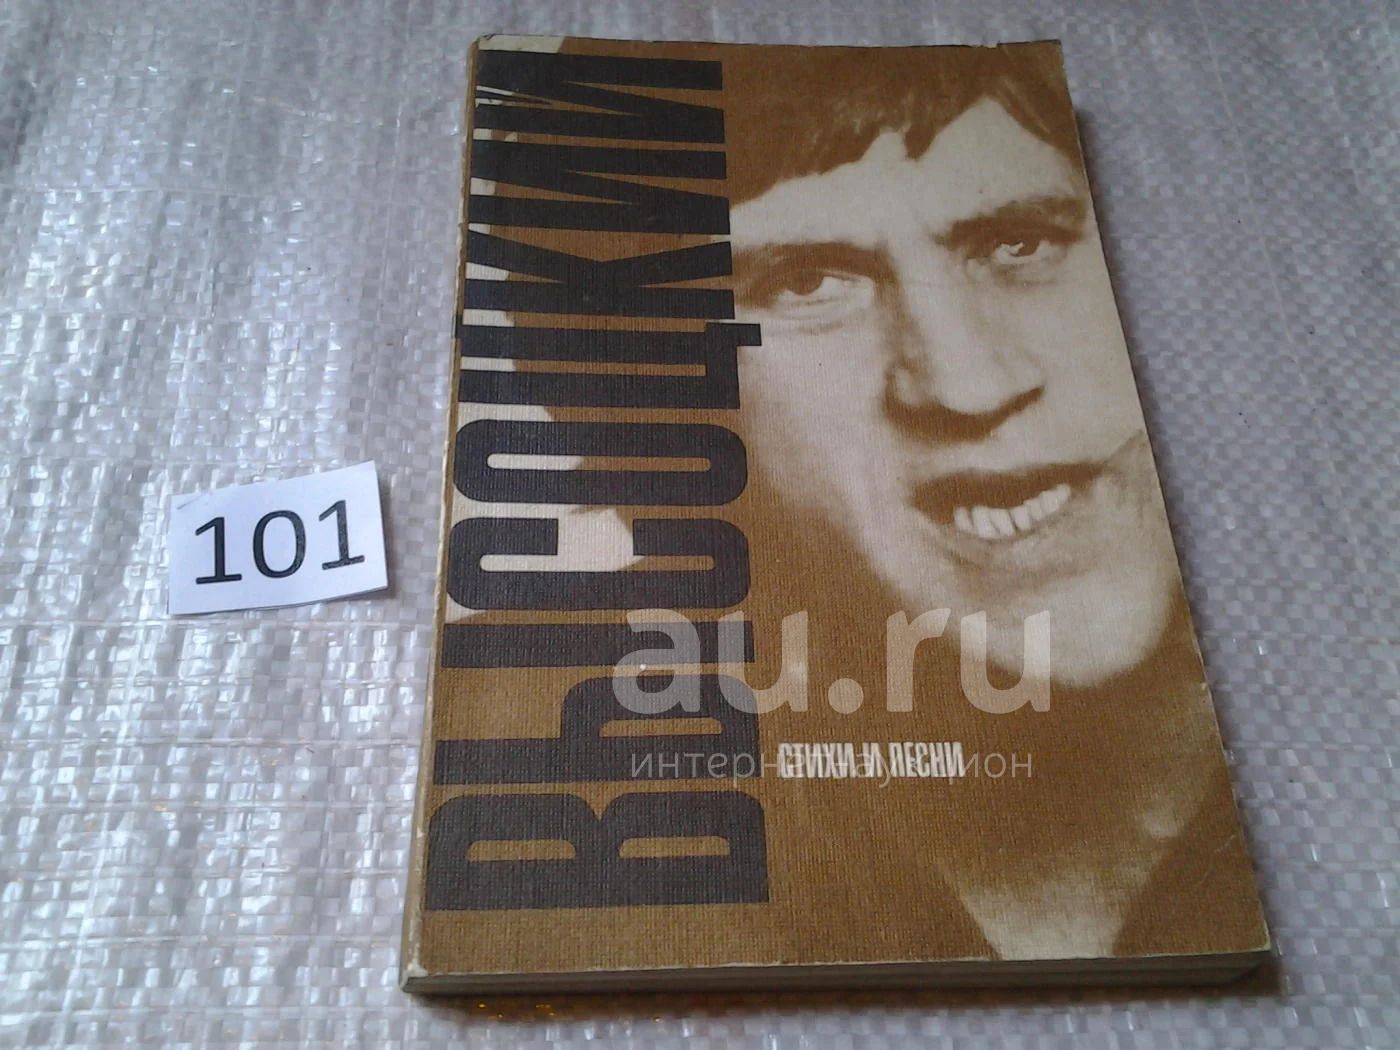 ВЫСОЦКИЙ
101
au.ru
интернет-аукцион
СТИХИ И ПЕСНИ